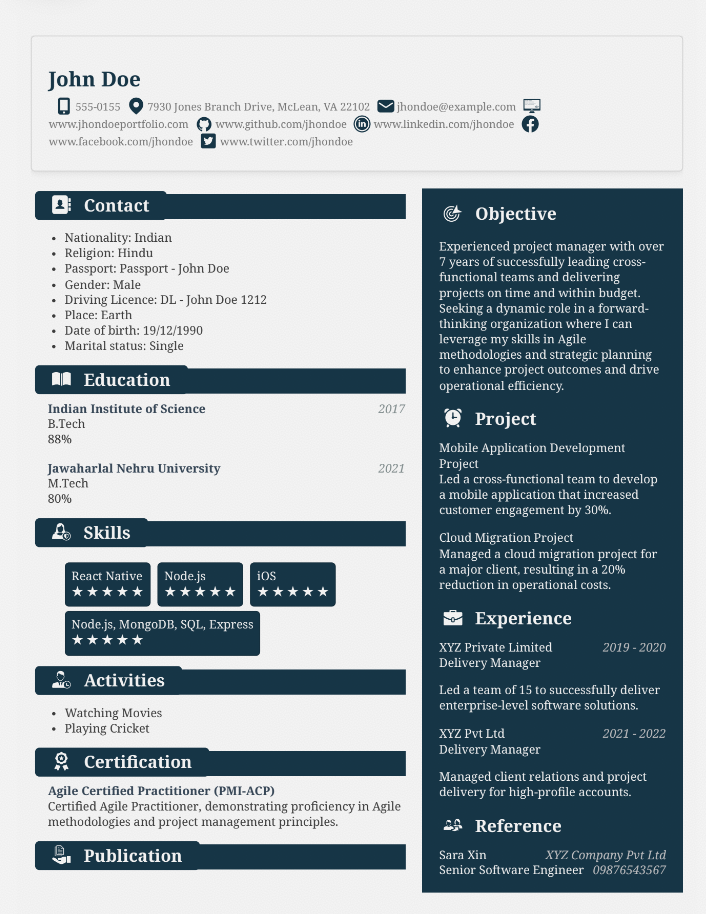 John Doe
555-0155 7930 Jones Branch Drive, McLean, VA 22102 jhondoe@example.com
www.jhondoeportfolio.com www.github.com/jhondoe www.linkedin.com/jhondoe
www.facebook.com/jhondoe www.twitter.com/jhondoe
Contact
• Nationality: Indian
• Religion: Hindu
• Passport: Passport - John Doe
• Gender: Male
• Driving Licence: DL - John Doe 1212
• Place: Earth
• Date of birth: 19/12/1990
• Marital status: Single
Education
Indian Institute of Science 2017
B.Tech
88%
Jawaharlal Nehru University 2021
M.Tech
80%
Skills
React Native Node.js iOS
★★★★★ ★★★★★ ★★★★★
Node.js, MongoDB, SQL, Express
★★★★★
Activities
• Watching Movies
• Playing Cricket
Certification
Agile Certified Practitioner (PMI-ACP)
Certified Agile Practitioner, demonstrating proficiency in Agile
methodologies and project management principles.
Publication
Objective
Experienced project manager with over
7 years of successfully leading cross-
functional teams and delivering
projects on time and within budget.
Seeking a dynamic role in a forward-
thinking organization where I can
leverage my skills in Agile
methodologies and strategic planning
to enhance project outcomes and drive
operational efficiency.
Project
Mobile Application Development
Project
Led a cross-functional team to develop
a mobile application that increased
customer engagement by 30%.
Cloud Migration Project
Managed a cloud migration project for
a major client, resulting in a 20%
reduction in operational costs.
Experience
XYZ Private Limited 2019 - 2020
Delivery Manager
Led a team of 15 to successfully deliver
enterprise-level software solutions.
XYZ Pvt Ltd 2021 - 2022
Delivery Manager
Managed client relations and project
delivery for high-profile accounts.
Reference
Sara Xin XYZ Company Pvt Ltd
Senior Software Engineer 09876543567